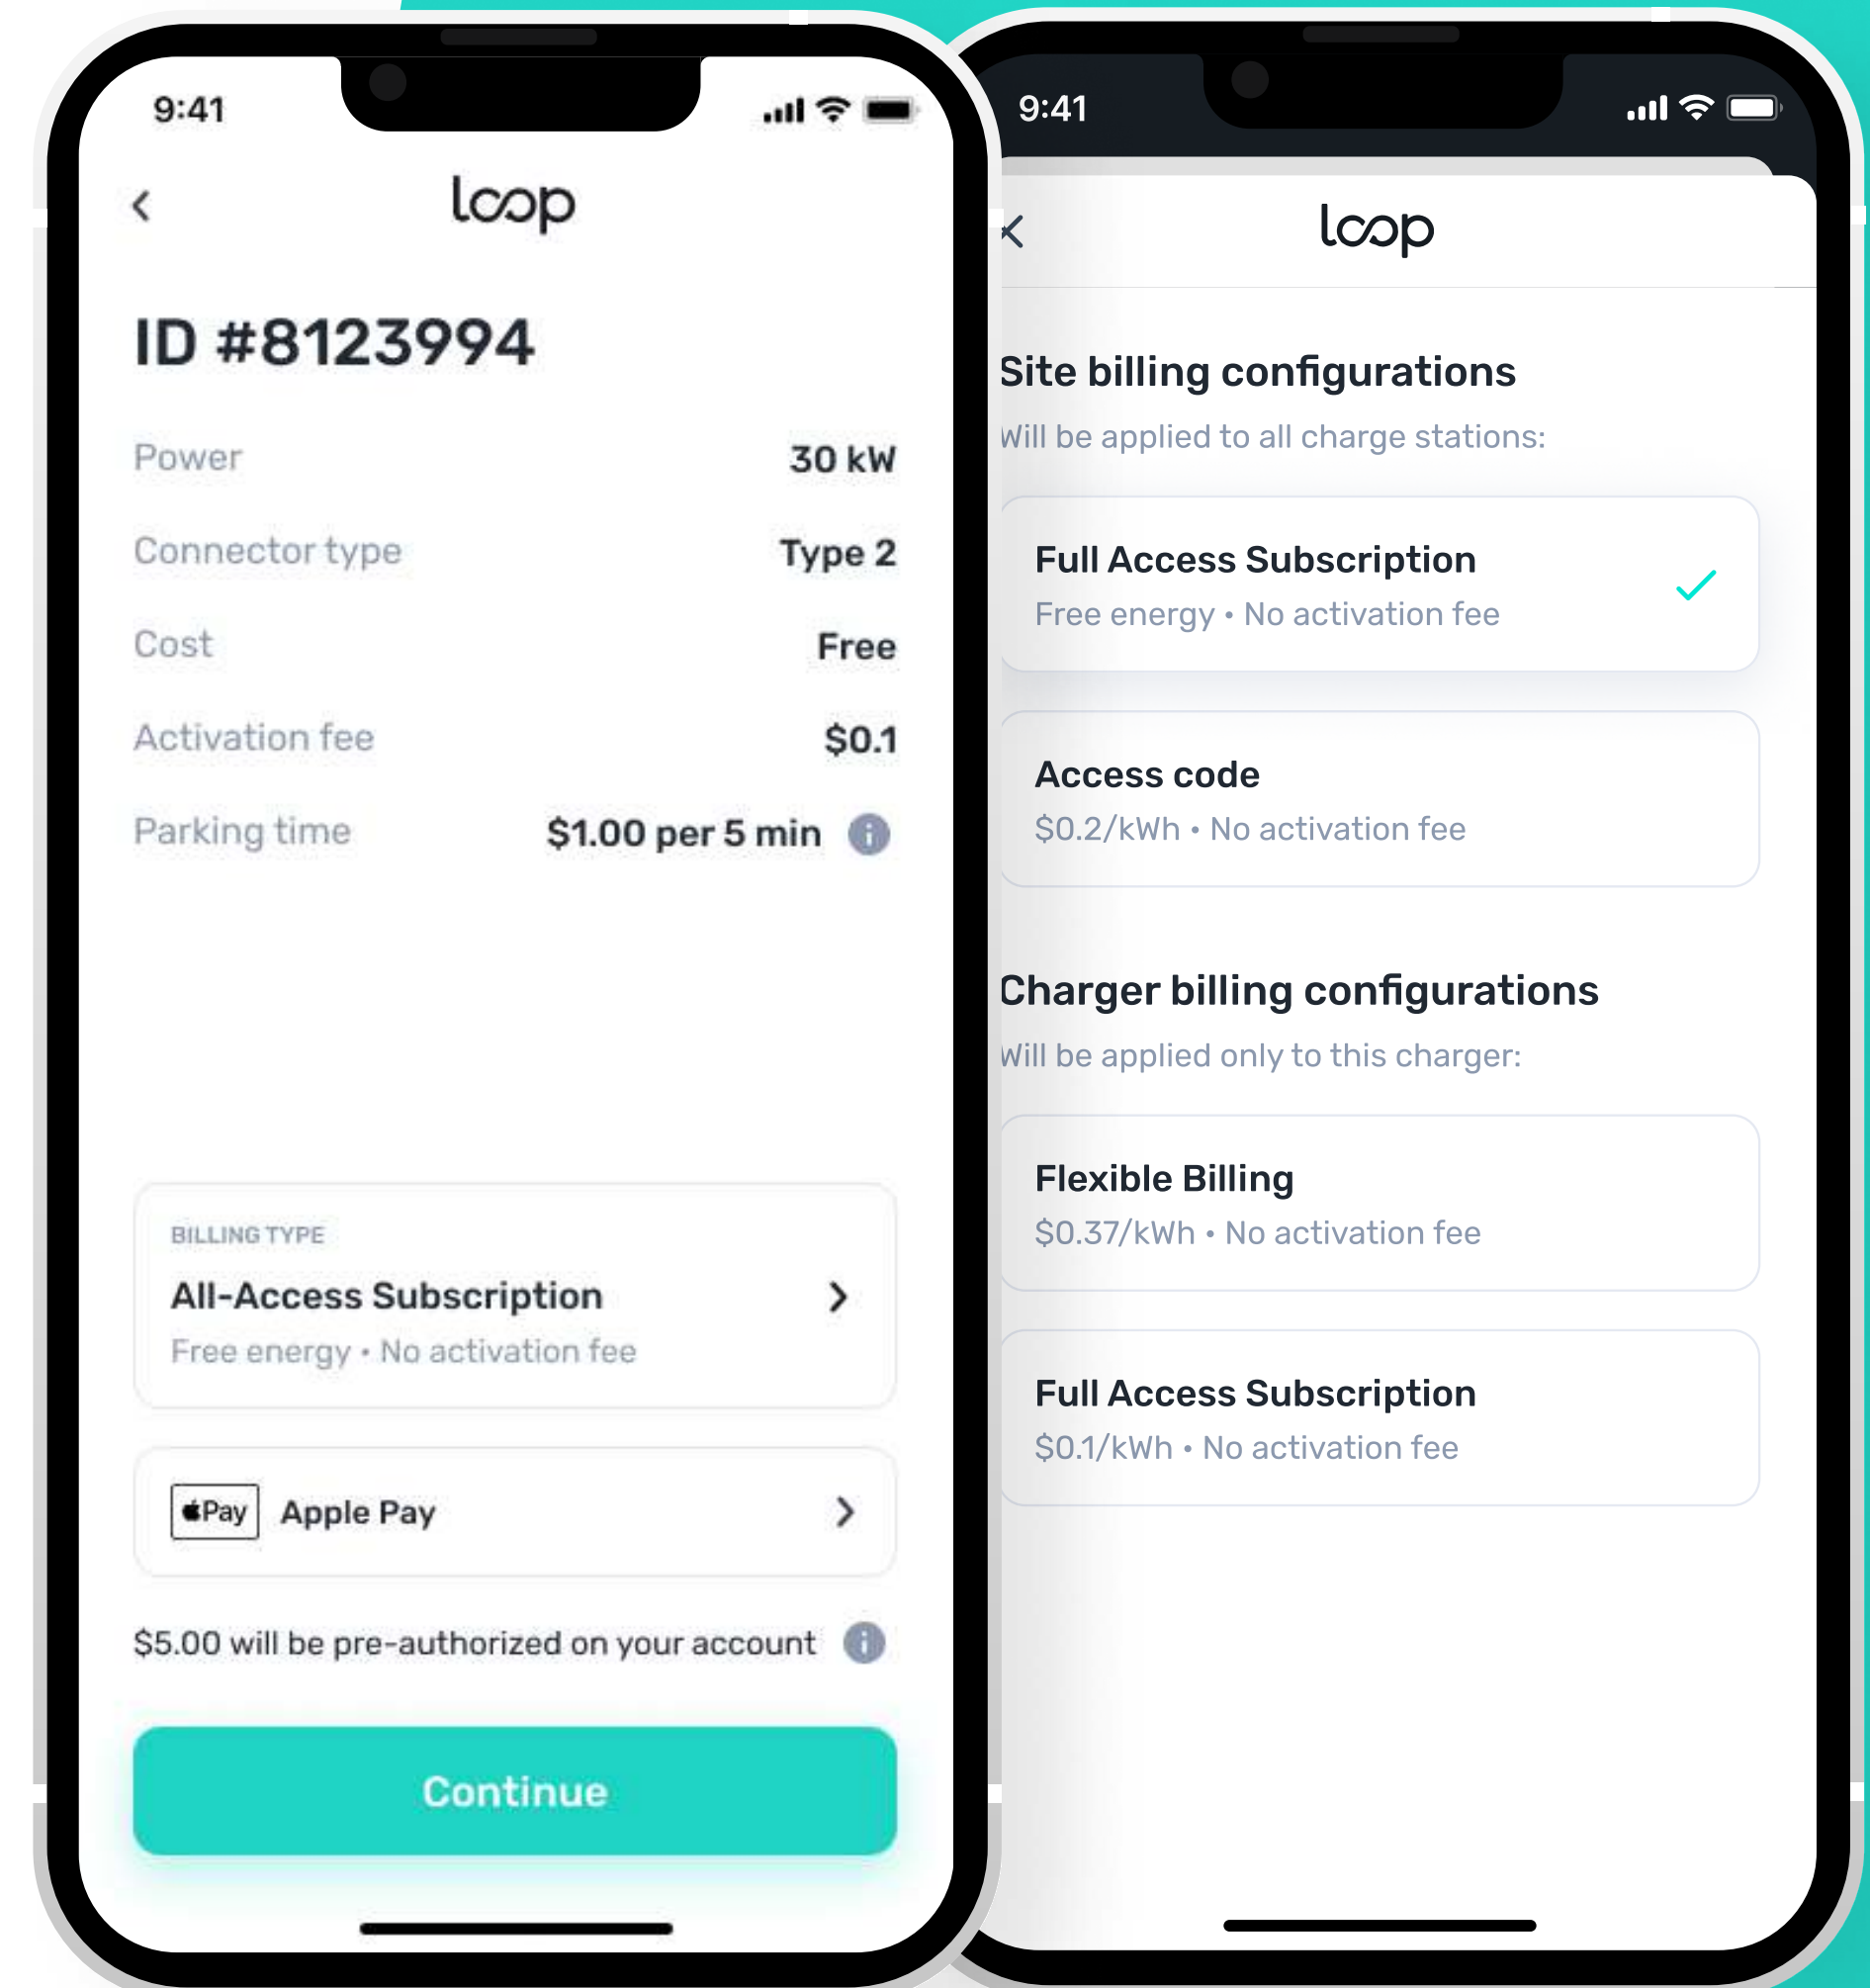 9:41
loop
ID #8123994
Power 30 kW
Connector type Type 2
Cost Free
Activation fee $0.1
Parking time $1.00 per 5 min i
BILLING TYPE
All-Access Subscription
Free energy • No activation fee
Pay Apple Pay
$5.00 will be pre-authorized on your account i
Continue
9:41
loop
Site billing configurations
Will be applied to all charge stations:
Full Access Subscription
Free energy • No activation fee
Access code
$0.2/kWh • No activation fee
Charger billing configurations
Will be applied only to this charger:
Flexible Billing
$0.37/kWh • No activation fee
Full Access Subscription
$0.1/kWh • No activation fee